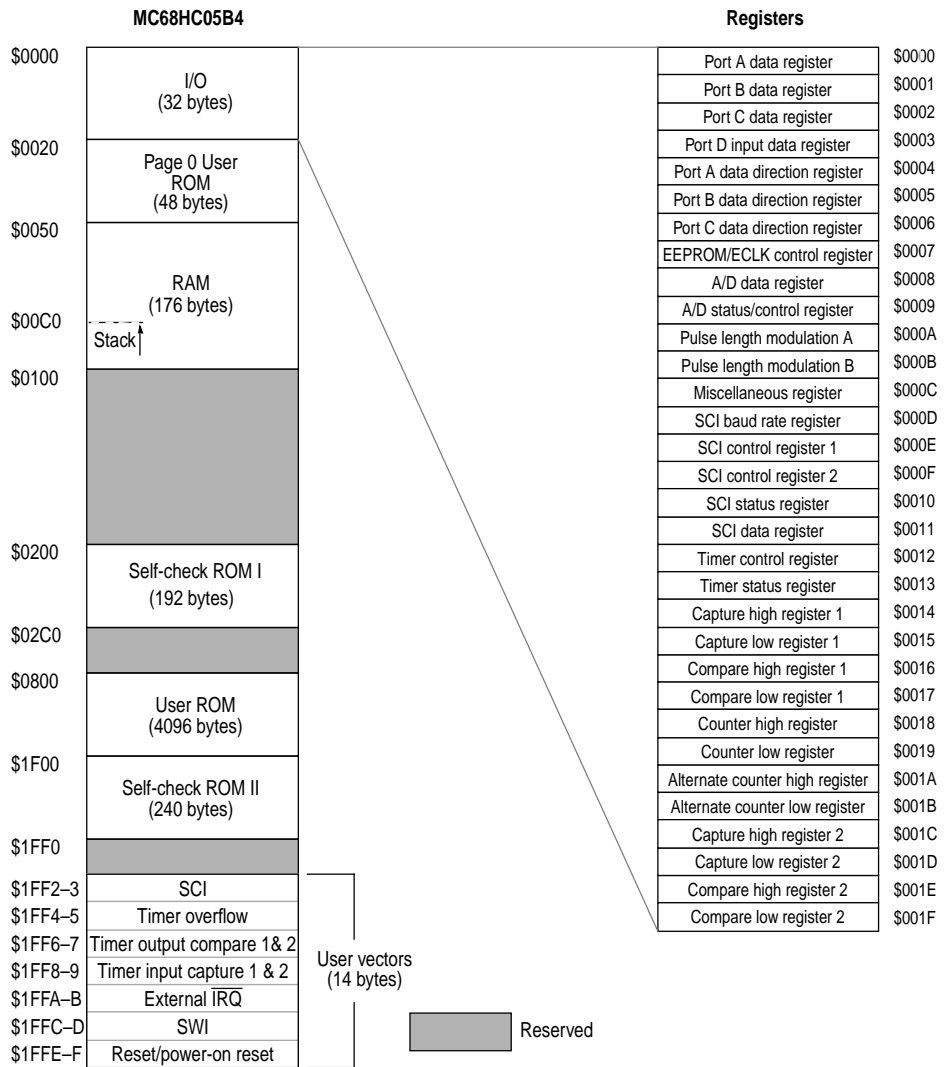 MC68HC05B4
$0000
I/O
(32 bytes)
$0020
Page 0 User
ROM
(48 bytes)
$0050
RAM
(176 bytes)
$00C0
Stack
$0100
$0200
Self-check ROM I
(192 bytes)
$02C0
$0800
User ROM
(4096 bytes)
$1F00
Self-check ROM II
(240 bytes)
$1FF0
$1FF2–3 SCI
$1FF4–5 Timer overflow
$1FF6–7 Timer output compare 1& 2
$1FF8–9 Timer input capture 1 & 2
$1FFA–B External IRQ
$1FFC–D SWI
$1FFE–F Reset/power-on reset
User vectors
(14 bytes)
Reserved
Registers
Port A data register $0000
Port B data register $0001
Port C data register $0002
Port D input data register $0003
Port A data direction register $0004
Port B data direction register $0005
Port C data direction register $0006
EEPROM/ECLK control register $0007
A/D data register $0008
A/D status/control register $0009
Pulse length modulation A $000A
Pulse length modulation B $000B
Miscellaneous register $000C
SCI baud rate register $000D
SCI control register 1 $000E
SCI control register 2 $000F
SCI status register $0010
SCI data register $0011
Timer control register $0012
Timer status register $0013
Capture high register 1 $0014
Capture low register 1 $0015
Compare high register 1 $0016
Compare low register 1 $0017
Counter high register $0018
Counter low register $0019
Alternate counter high register $001A
Alternate counter low register $001B
Capture high register 2 $001C
Capture low register 2 $001D
Compare high register 2 $001E
Compare low register 2 $001F